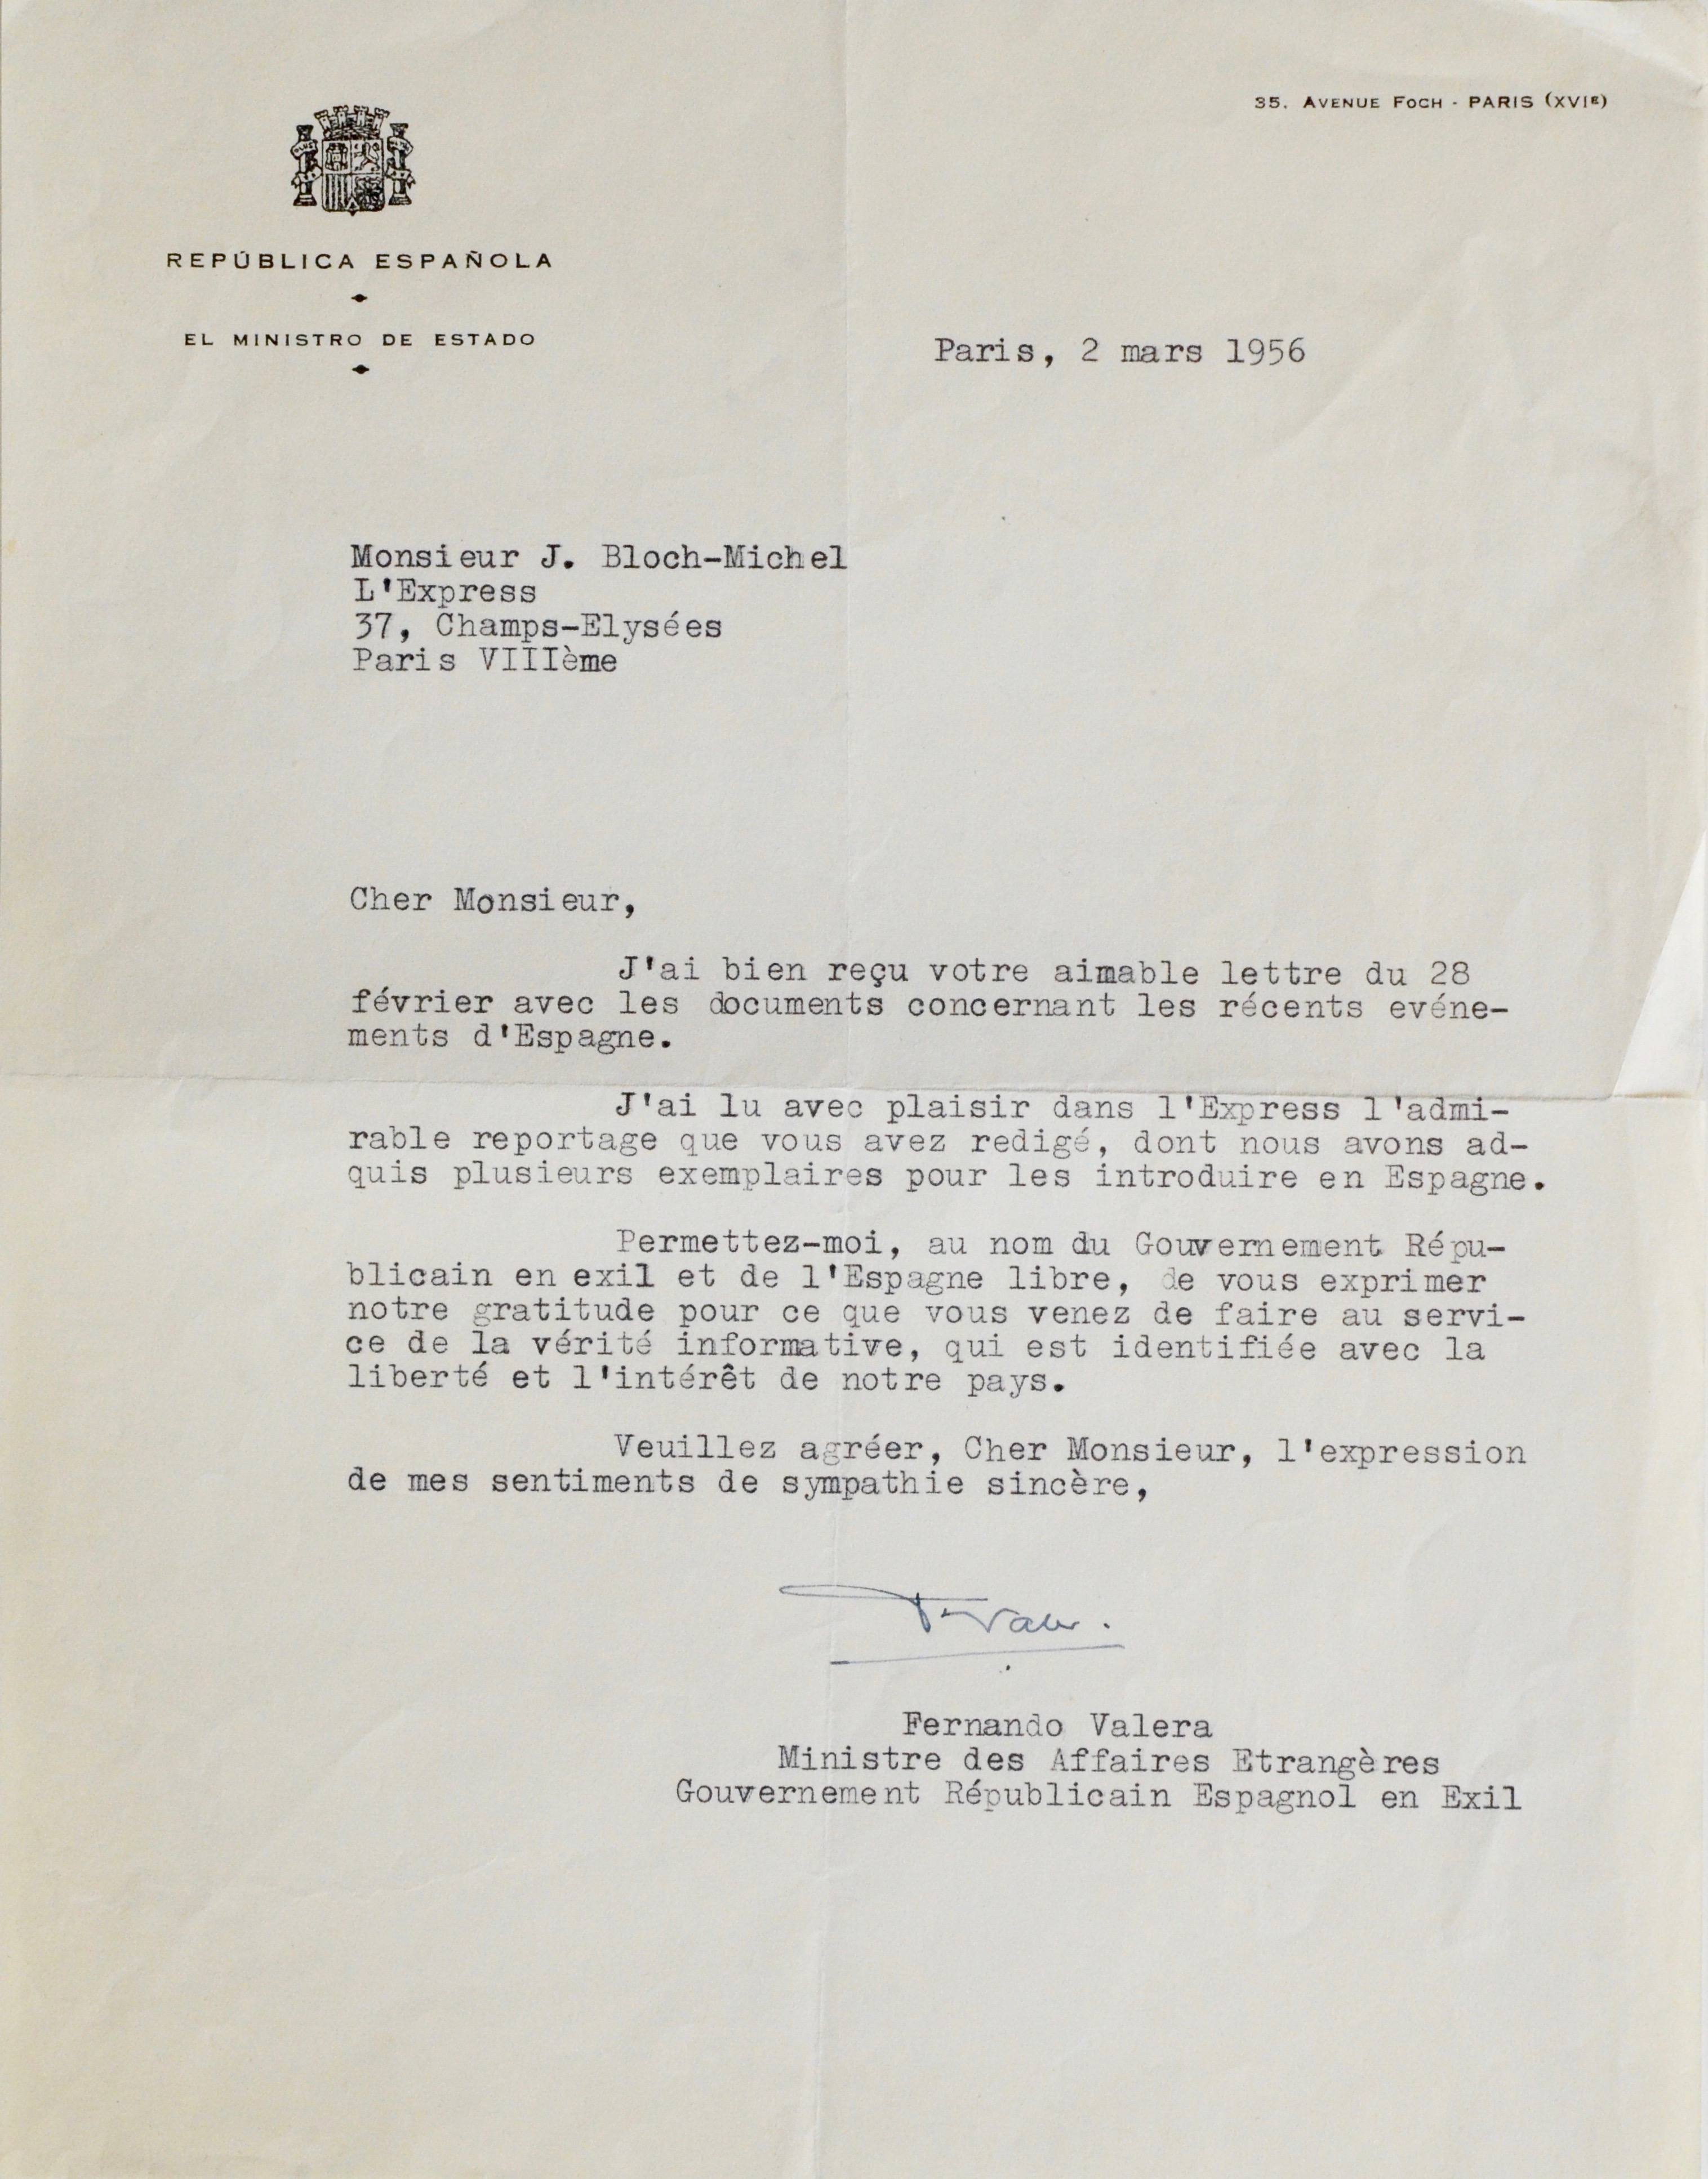 35. AVENUE FOCH - PARIS (XVIE)
REPÚBLICA ESPAÑOLA
EL MINISTRO DE ESTADO
Paris, 2 mars 1956
Monsieur J. Bloch-Michel
L'Express
37, Champs-Elysées
Paris VIIIème
Cher Monsieur,
J'ai bien reçu votre aimable lettre du 28
février avec les documents concernant les récents evéne-
ments d'Espagne.
J'ai lu avec plaisir dans l'Express l'admi-
rable reportage que vous avez redigé, dont nous avons ad-
quis plusieurs exemplaires pour les introduire en Espagne.
Permettez-moi, au nom du Gouvernement Répu-
blicain en exil et de l'Espagne libre, de vous exprimer
notre gratitude pour ce que vous venez de faire au servi-
ce de la vérité informative, qui est identifiée avec la
liberté et l'intérêt de notre pays.
Veuillez agréer, Cher Monsieur, l'expression
de mes sentiments de sympathie sincère,
F. Valera
Fernando Valera
Ministre des Affaires Etrangères
Gouvernement Républicain Espagnol en Exil